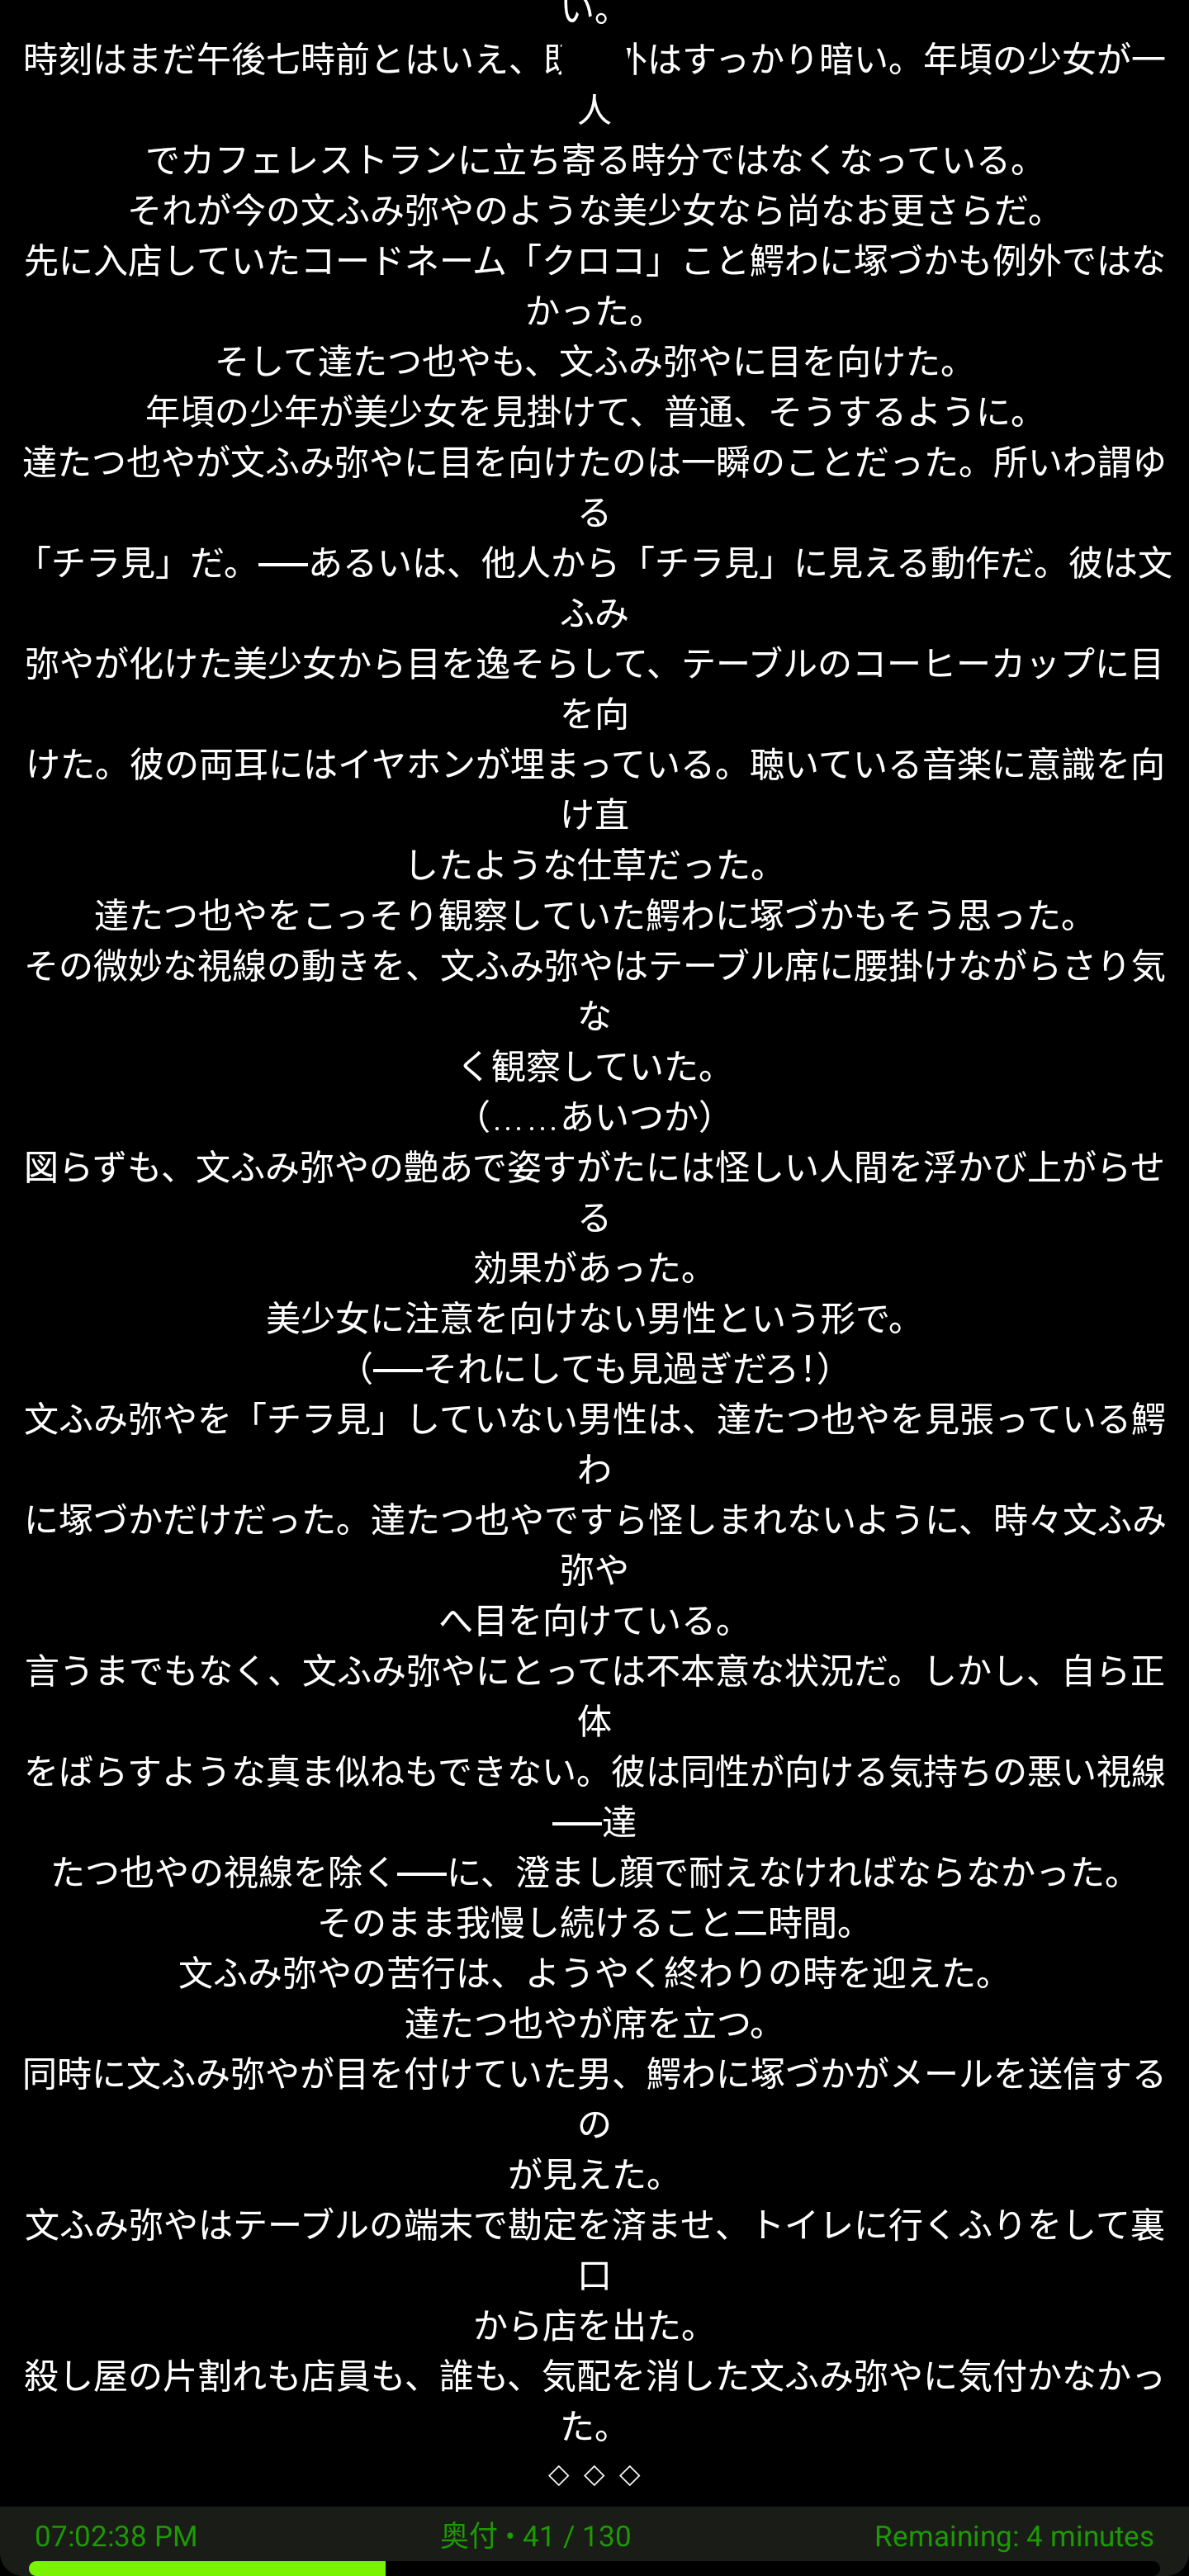 い。
時刻はまだ午後七時前とはいえ、 はすっかり暗い。年頃の少女が一
人
でカフェレストランに立ち寄る時分ではなくなっている。
それが今の文ふみ弥やのような美少女なら尚なお更さらだ。
先に入店していたコードネーム「クロコ」こと鰐わに塚づかも例外ではな
かった。
そして達たつ也やも、文ふみ弥やに目を向けた。
年頃の少年が美少女を見掛けて、普通、そうするように。
達たつ也やが文ふみ弥やに目を向けたのは一瞬のことだった。所いわ謂ゆ
る
「チラ見」だ。──あるいは、他人から「チラ見」に見える動作だ。彼は文
ふみ
弥やが化けた美少女から目を逸そらして、テーブルのコーヒーカップに目
を向
けた。彼の両耳にはイヤホンが埋まっている。聴いている音楽に意識を向
け直
したような仕草だった。
達たつ也やをこっそり観察していた鰐わに塚づかもそう思った。
その微妙な視線の動きを、文ふみ弥やはテーブル席に腰掛けながらさり気
な
く観察していた。
（……あいつか）
図らずも、文ふみ弥やの艶あで姿すがたには怪しい人間を浮かび上がらせ
る
効果があった。
美少女に注意を向けない男性という形で。
（──それにしても見過ぎだろ！）
文ふみ弥やを「チラ見」していない男性は、達たつ也やを見張っている鰐
わ
に塚づかだけだった。達たつ也やですら怪しまれないように、時々文ふみ
弥や
へ目を向けている。
言うまでもなく、文ふみ弥やにとっては不本意な状況だ。しかし、自ら正
体
をばらすような真ま似ねもできない。彼は同性が向ける気持ちの悪い視線
──達
たつ也やの視線を除く──に、澄まし顔で耐えなければならなかった。
そのまま我慢し続けること二時間。
文ふみ弥やの苦行は、ようやく終わりの時を迎えた。
達たつ也やが席を立つ。
同時に文ふみ弥やが目を付けていた男、鰐わに塚づかがメールを送信する
の
が見えた。
文ふみ弥やはテーブルの端末で勘定を済ませ、トイレに行くふりをして裏
口
から店を出た。
殺し屋の片割れも店員も、誰も、気配を消した文ふみ弥やに気付かなかっ
た。
◇ ◇ ◇
07:02:38 PM 奥付 • 41 / 130 Remaining: 4 minutes